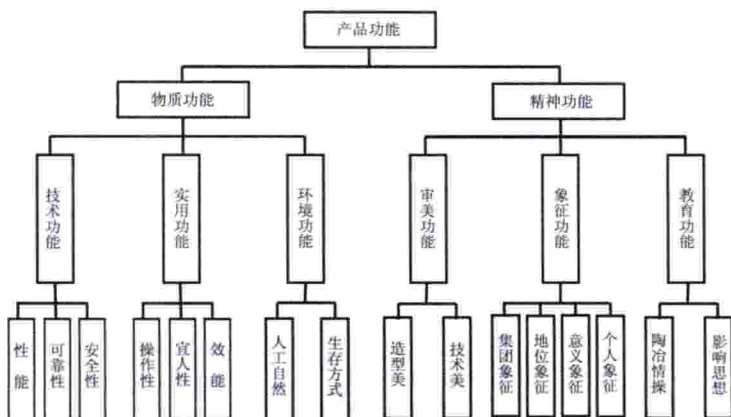 产品功能
物质功能
精神功能
技术功能
实用功能
环境功能
审美功能
象征功能
教育功能
性能
可靠性
安全性
操作性
宜人性
效能
人工自然
生存方式
造型美
技术美
集团象征
地位象征
意义象征
个人象征
陶冶情操
影响思想